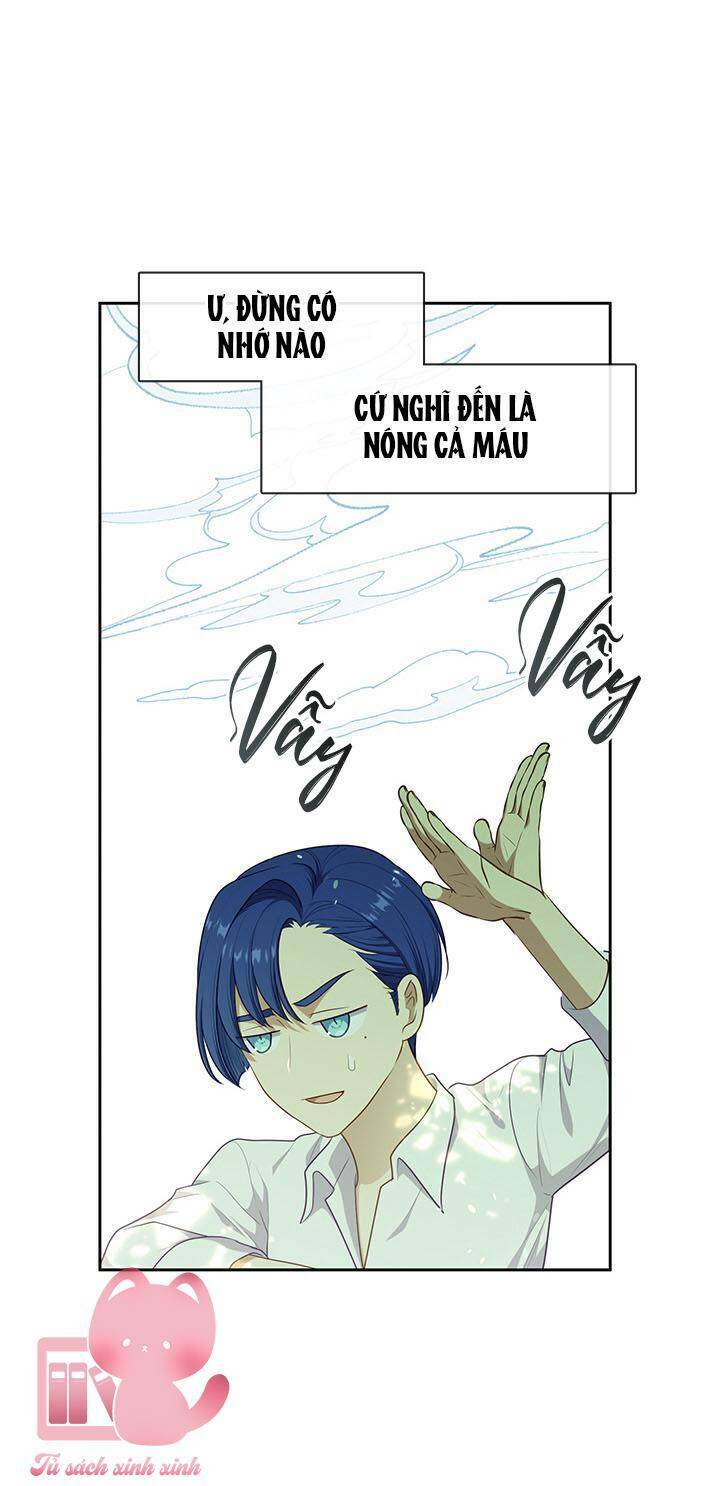 Ư, ĐỪNG CÓ
NHỚ NÀO
CỨ NGHĨ ĐẾN LÀ
NÓNG CẢ MÁU
Vẫy
Vẫy
Tủ sách xinh xinh